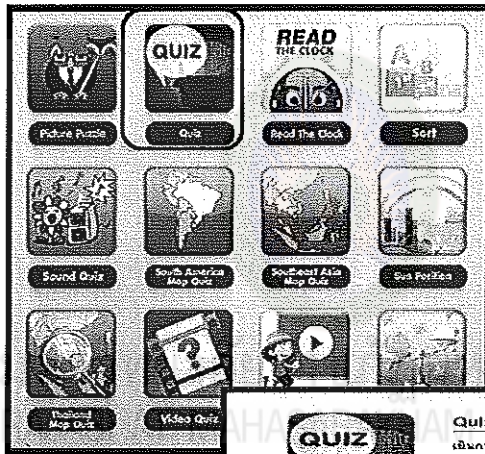 QUIZ
READ
THE CLOCK
Picture Puzzle
Quiz
Read The Clock
Sort
Sound Quiz
South America
Map Quiz
Southeast Asia
Map Quiz
Sun Position
Thailand
Map Quiz
Video Quiz
QUIZ